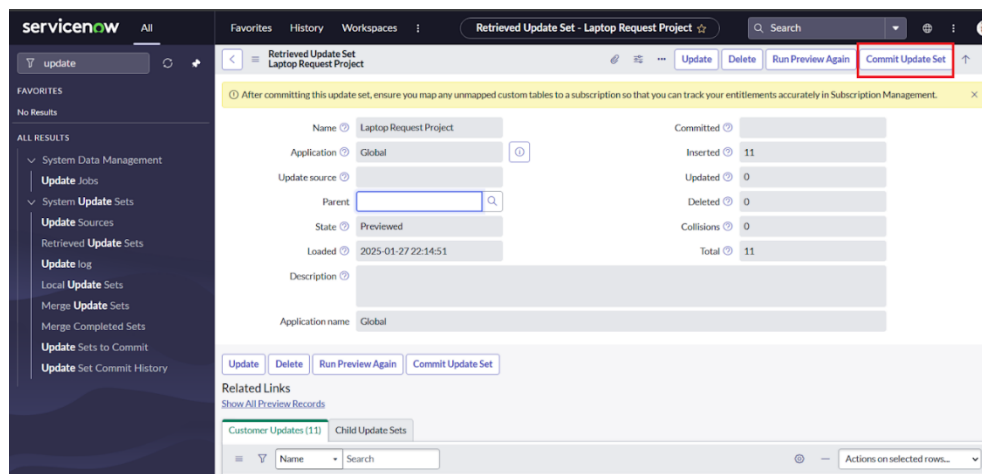 servicenow All Favorites History Workspaces Retrieved Update Set - Laptop Request Project Search
update
Retrieved Update Set
Laptop Request Project
Update Delete Run Preview Again Commit Update Set
FAVORITES
No Results
ALL RESULTS
System Data Management
Update Jobs
System Update Sets
Update Sources
Retrieved Update Sets
Update log
Local Update Sets
Merge Update Sets
Merge Completed Sets
Update Sets to Commit
Update Set Commit History
After committing this update set, ensure you map any unmapped custom tables to a subscription so that you can track your entitlements accurately in Subscription Management.
Name Laptop Request Project
Application Global
Update source
Parent
State Previewed
Loaded 2025-01-27 22:14:51
Committed
Inserted 11
Updated 0
Deleted 0
Collisions 0
Total 11
Description
Application name Global
Update Delete Run Preview Again Commit Update Set
Related Links
Show All Preview Records
Customer Updates (11) Child Update Sets
Name Search Actions on selected rows...